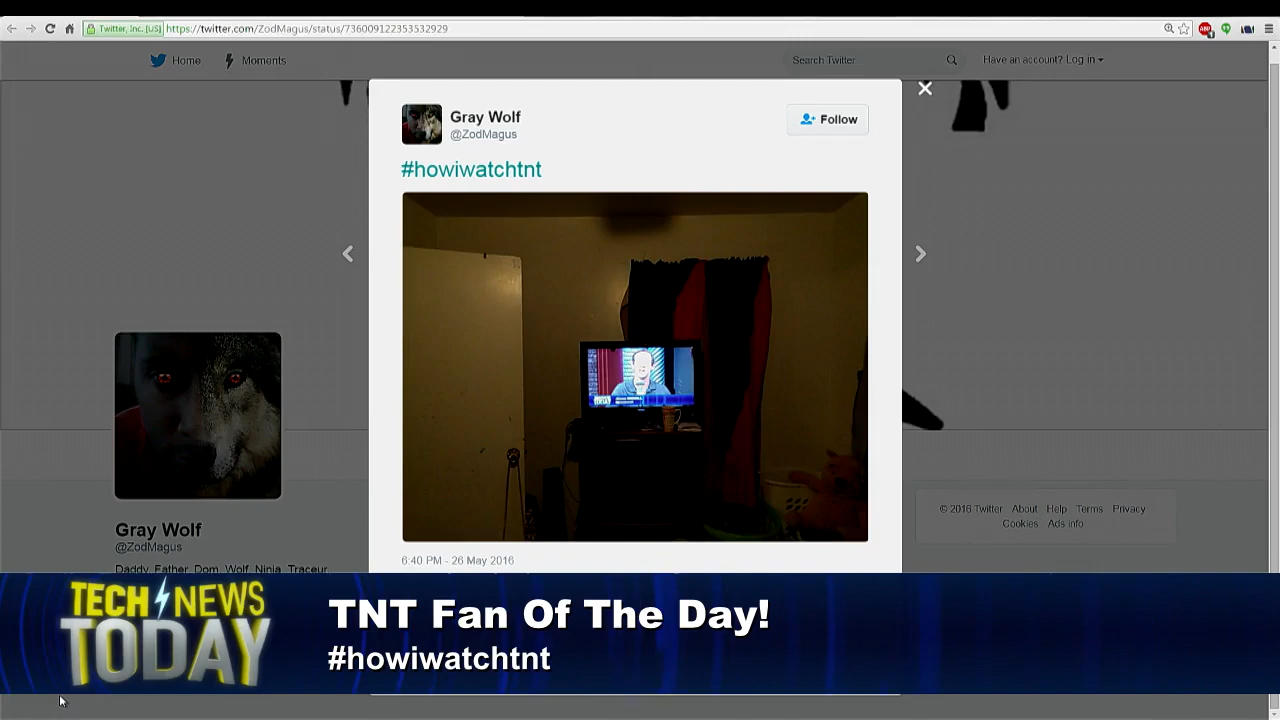 Twitter, Inc. [US] https://twitter.com/ZodMagus/status/736009122353532929
Home Moments
Search Twitter
Have an account? Log in
Gray Wolf
@ZodMagus
Follow
#howiwatchtnt
6:40 PM - 26 May 2016
Gray Wolf
@ZodMagus
Daddy, Father, Dom, Wolf, Ninja, Traceur,
© 2016 Twitter About Help Terms Privacy
Cookies Ads info
TECH NEWS
TODAY
TNT Fan Of The Day!
#howiwatchtnt